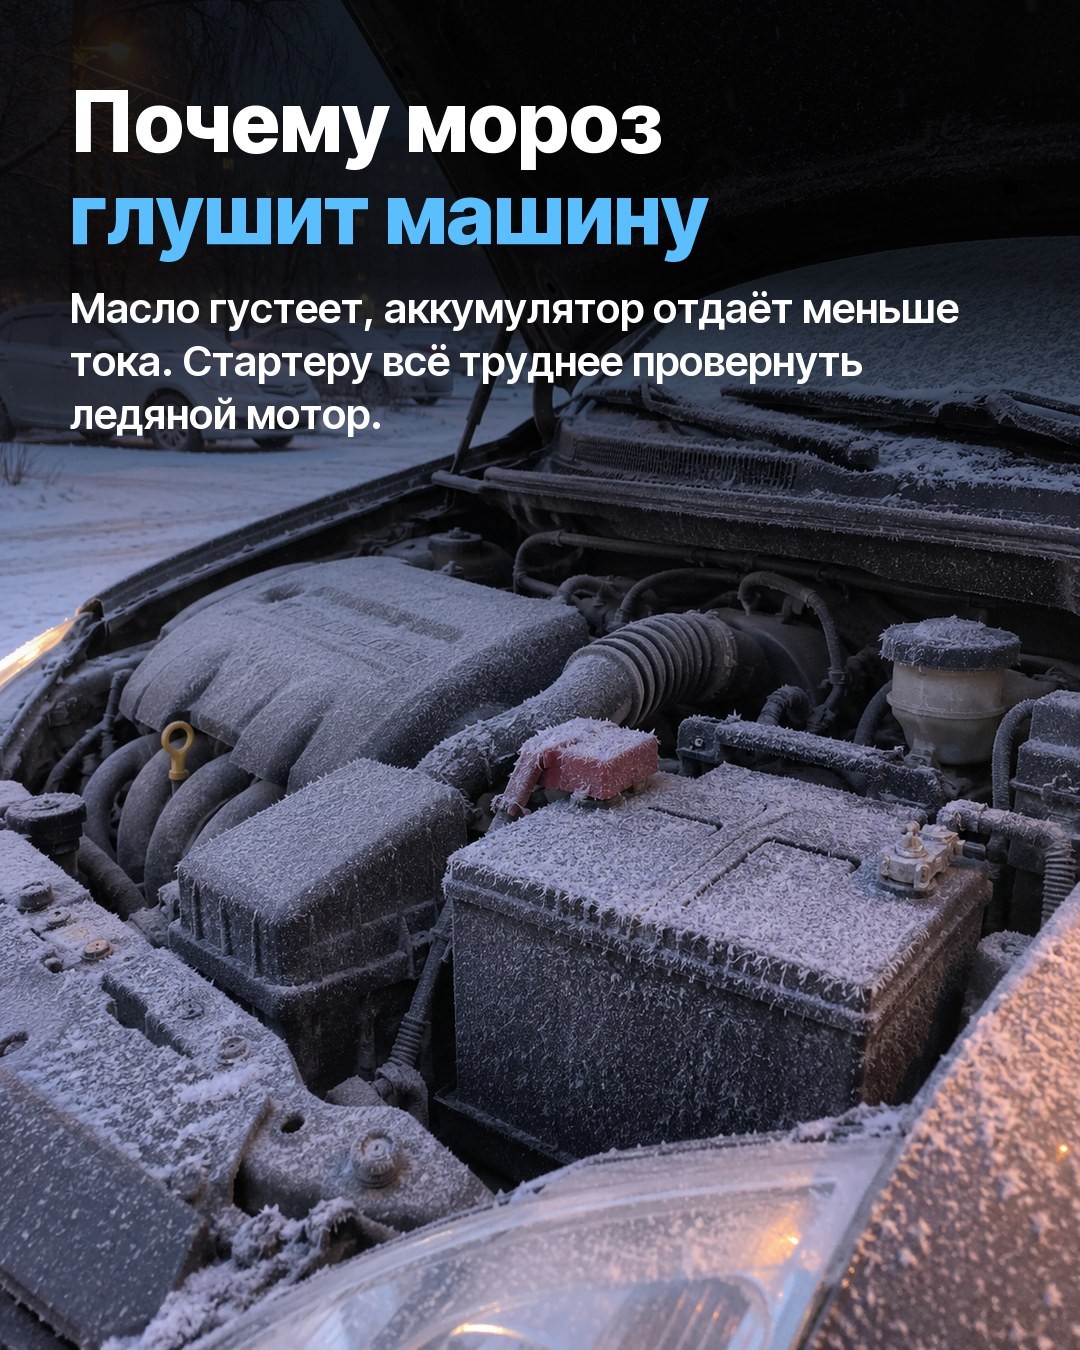 Почему мороз
глушит машину
Масло густеет, аккумулятор отдаёт меньше
тока. Стартеру всё труднее провернуть
ледяной мотор.